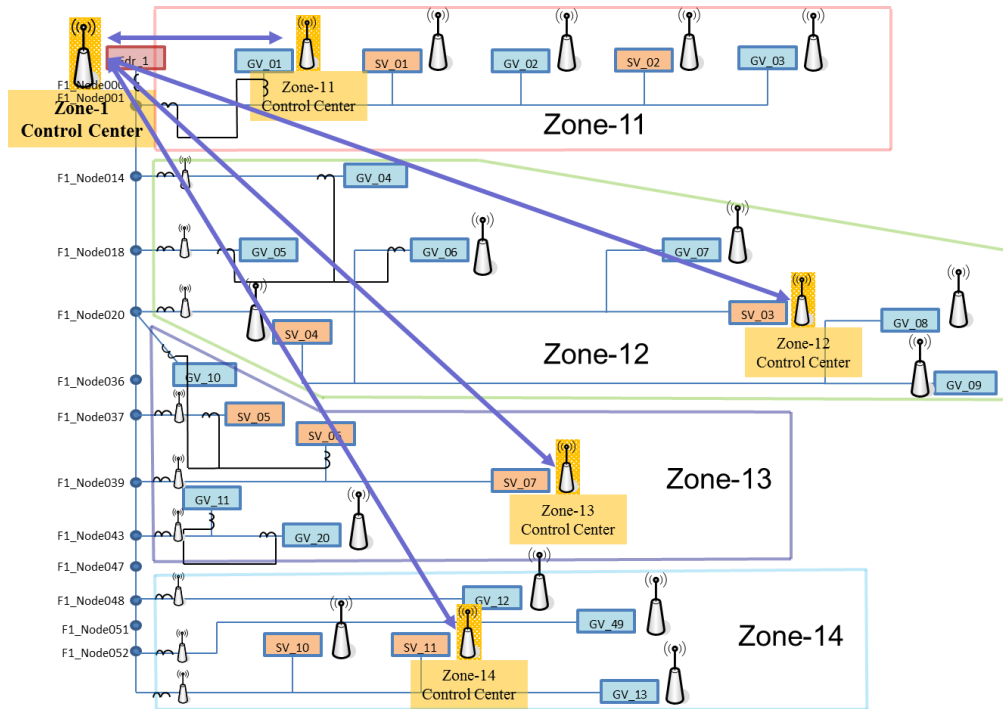 GV_01
SV_01
GV_02
SV_02
GV_03
F1_Node000
F1_Node001
Zone-1
Control Center
Zone-11
Control Center
Zone-11
F1_Node014
GV_04
F1_Node018
GV_05
GV_06
GV_07
F1_Node020
SV_04
SV_03
GV_08
Zone-12
Zone-12
Control Center
F1_Node036
GV_10
GV_09
F1_Node037
SV_05
SV_06
F1_Node039
SV_07
Zone-13
GV_11
Zone-13
Control Center
F1_Node043
GV_20
F1_Node047
F1_Node048
GV_12
F1_Node051
GV_49
F1_Node052
SV_10
SV_11
Zone-14
Zone-14
Control Center
GV_13